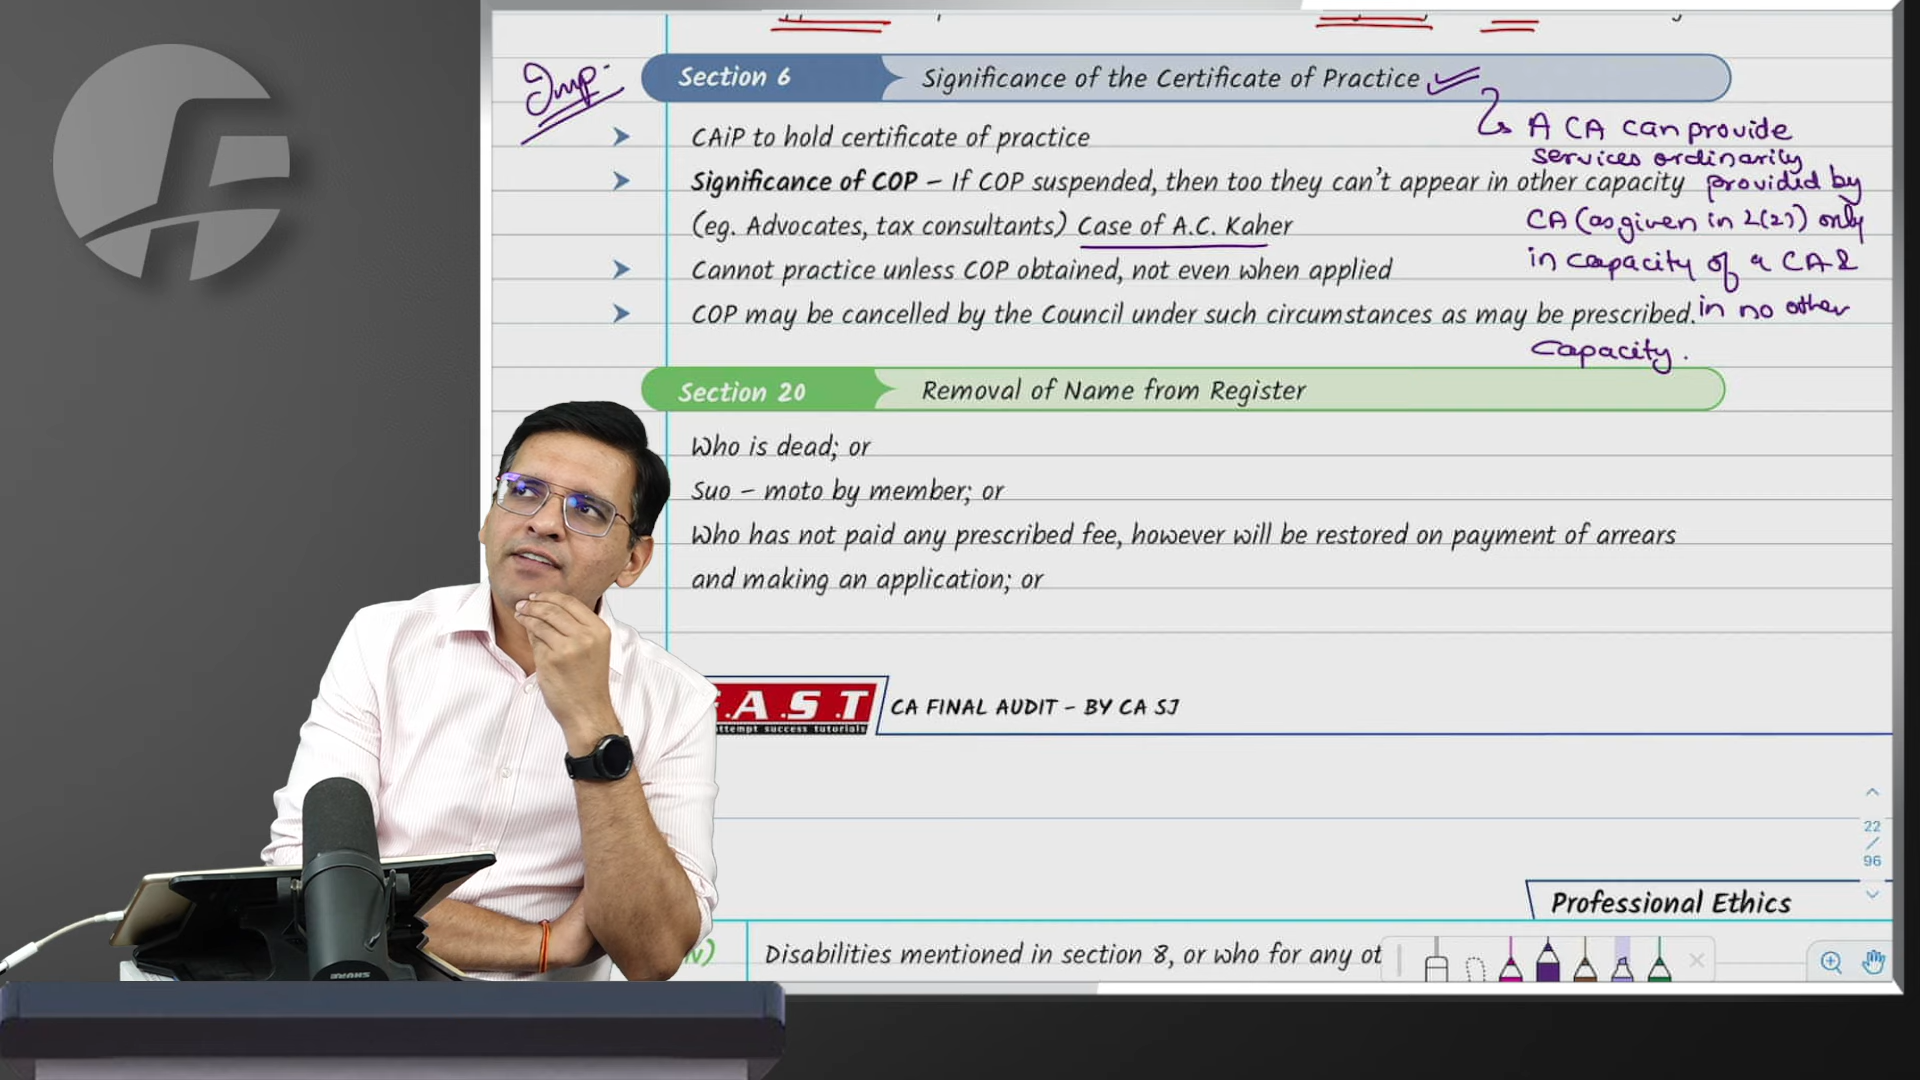 Imp.
Section 6
Significance of the Certificate of Practice
CAiP to hold certificate of practice
Significance of COP – If COP suspended, then too they can't appear in other capacity
(eg. Advocates, tax consultants) Case of A.C. Kaher
Cannot practice unless COP obtained, not even when applied
COP may be cancelled by the Council under such circumstances as may be prescribed.
A CA can provide
services ordinarily
provided by
CA (as given in 2(2)) only
in capacity of a CA &
in no other
capacity.
Section 20
Removal of Name from Register
Who is dead; or
Suo – moto by member; or
Who has not paid any prescribed fee, however will be restored on payment of arrears
and making an application; or
.A.S.T
ttempt success tutorials
CA FINAL AUDIT – BY CA SJ
22
/
96
Professional Ethics
Disabilities mentioned in section 8, or who for any ot
SHURE